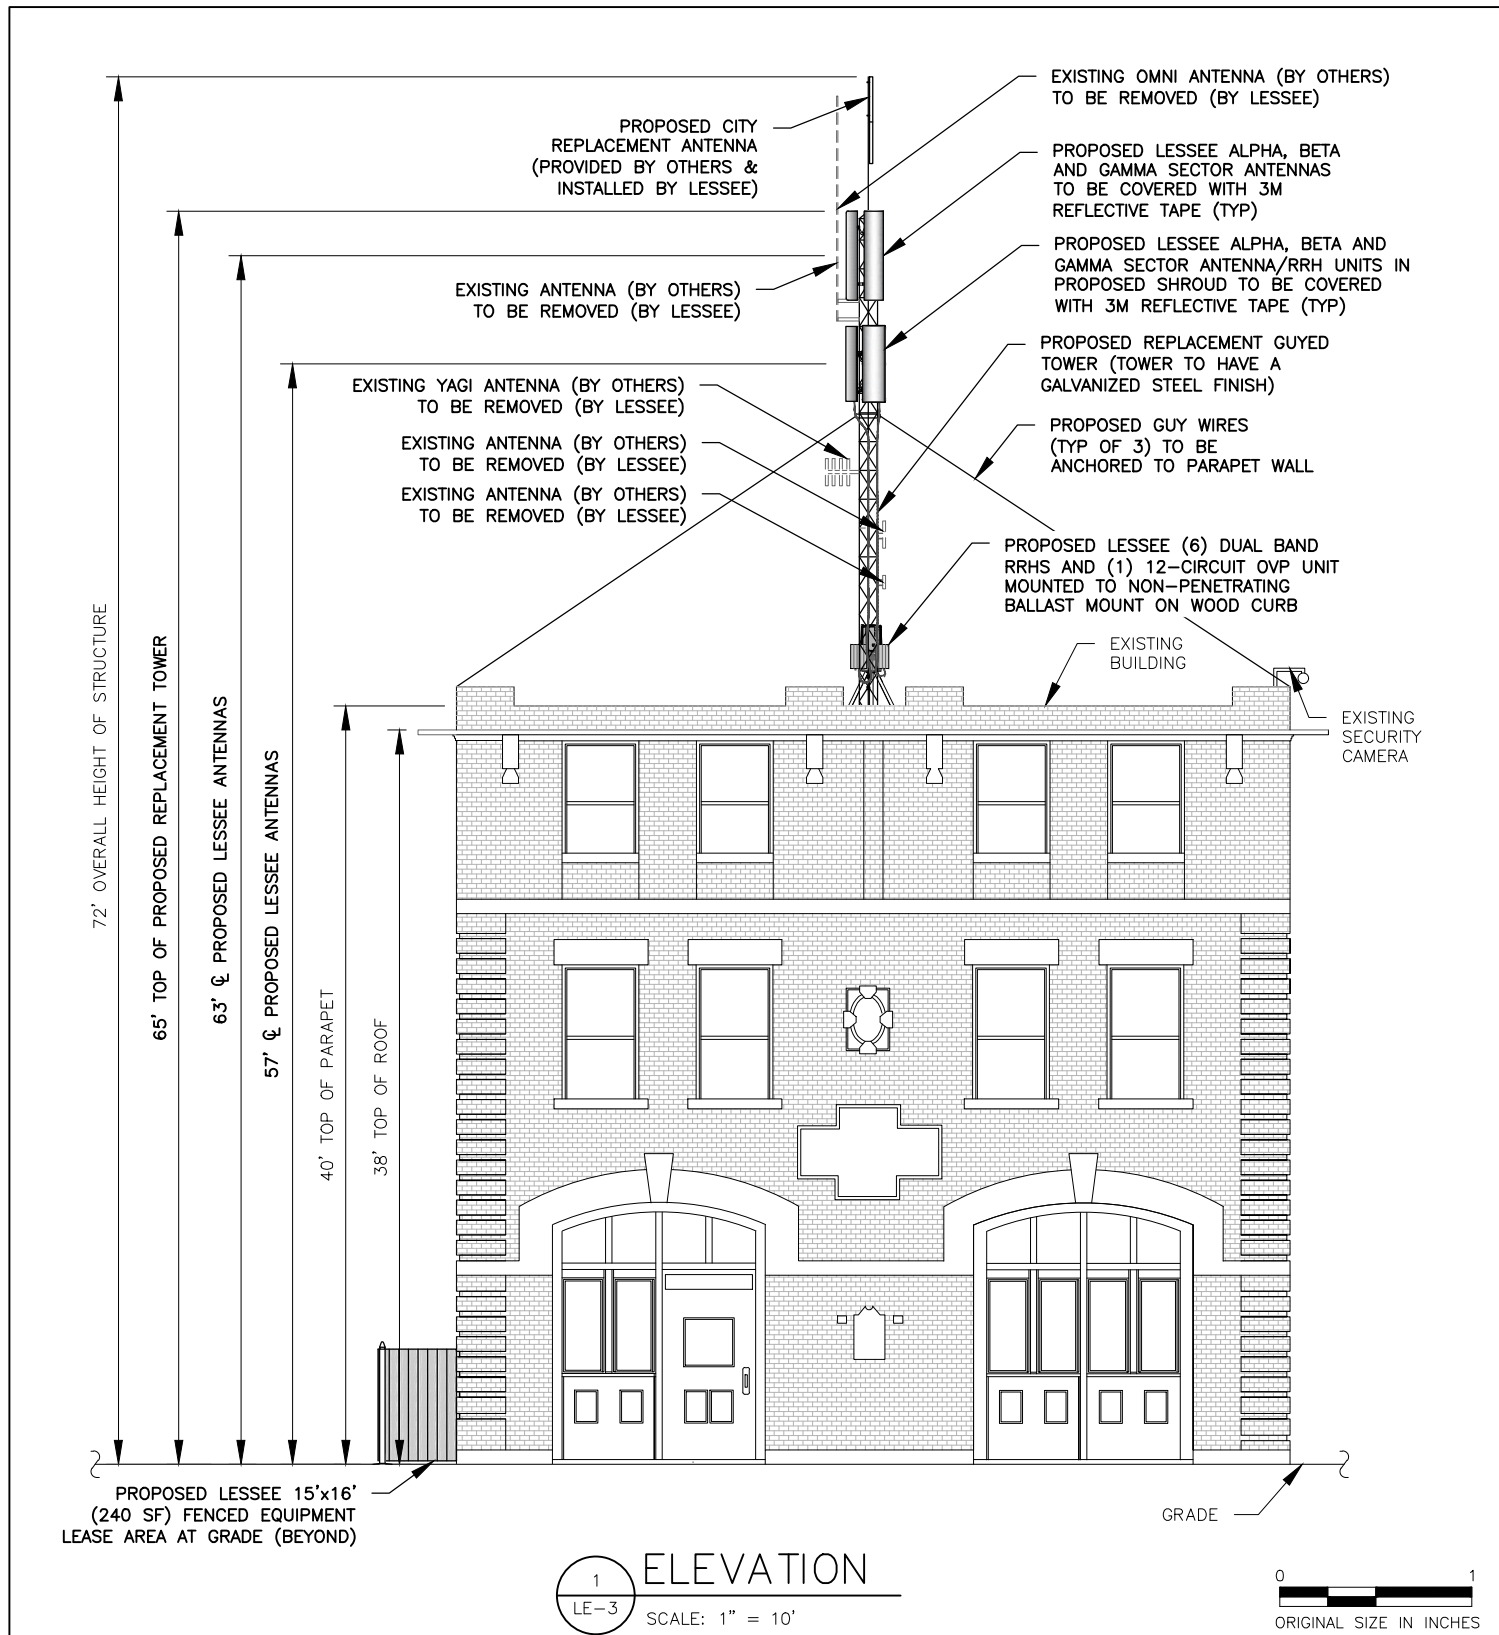 EXISTING OMNI ANTENNA (BY OTHERS)
TO BE REMOVED (BY LESSEE)
PROPOSED CITY
REPLACEMENT ANTENNA
(PROVIDED BY OTHERS &
INSTALLED BY LESSEE)
PROPOSED LESSEE ALPHA, BETA
AND GAMMA SECTOR ANTENNAS
TO BE COVERED WITH 3M
REFLECTIVE TAPE (TYP)
PROPOSED LESSEE ALPHA, BETA AND
GAMMA SECTOR ANTENNA/RRH UNITS IN
PROPOSED SHROUD TO BE COVERED
WITH 3M REFLECTIVE TAPE (TYP)
EXISTING ANTENNA (BY OTHERS)
TO BE REMOVED (BY LESSEE)
PROPOSED REPLACEMENT GUYED
TOWER (TOWER TO HAVE A
GALVANIZED STEEL FINISH)
EXISTING YAGI ANTENNA (BY OTHERS)
TO BE REMOVED (BY LESSEE)
PROPOSED GUY WIRES
(TYP OF 3) TO BE
ANCHORED TO PARAPET WALL
EXISTING ANTENNA (BY OTHERS)
TO BE REMOVED (BY LESSEE)
EXISTING ANTENNA (BY OTHERS)
TO BE REMOVED (BY LESSEE)
PROPOSED LESSEE (6) DUAL BAND
RRHS AND (1) 12-CIRCUIT OVP UNIT
MOUNTED TO NON-PENETRATING
BALLAST MOUNT ON WOOD CURB
EXISTING
BUILDING
EXISTING
SECURITY
CAMERA
72' OVERALL HEIGHT OF STRUCTURE
65' TOP OF PROPOSED REPLACEMENT TOWER
63' ℄ PROPOSED LESSEE ANTENNAS
57' ℄ PROPOSED LESSEE ANTENNAS
40' TOP OF PARAPET
38' TOP OF ROOF
PROPOSED LESSEE 15'x16'
(240 SF) FENCED EQUIPMENT
LEASE AREA AT GRADE (BEYOND)
GRADE
1
LE-3
ELEVATION
SCALE: 1" = 10'
0 1
ORIGINAL SIZE IN INCHES